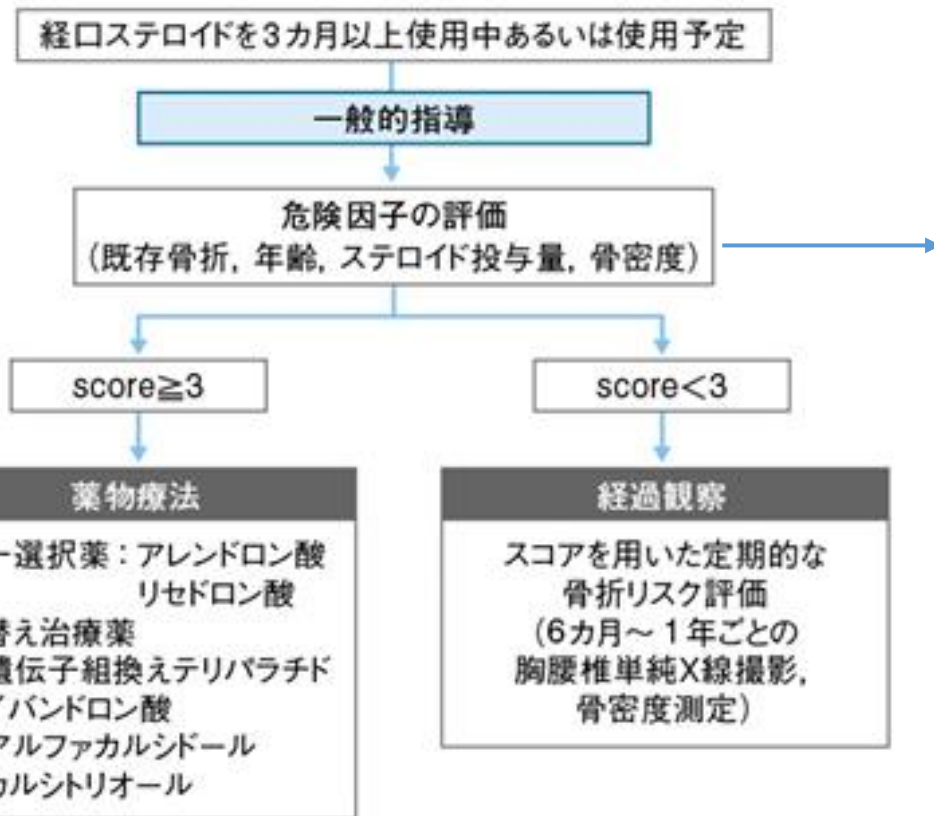 経口ステロイドを3カ月以上使用中あるいは使用予定
一般的指導
危険因子の評価
（既存骨折，年齢，ステロイド投与量，骨密度）
score≧3
score＜3
薬物療法
一選択薬：アレンドロン酸
リセドロン酸
替え治療薬
遺伝子組換えテリパラチド
イバンドロン酸
アルファカルシドール
カルシトリオール
経過観察
スコアを用いた定期的な
骨折リスク評価
（6カ月～1年ごとの
胸腰椎単純X線撮影，
骨密度測定）